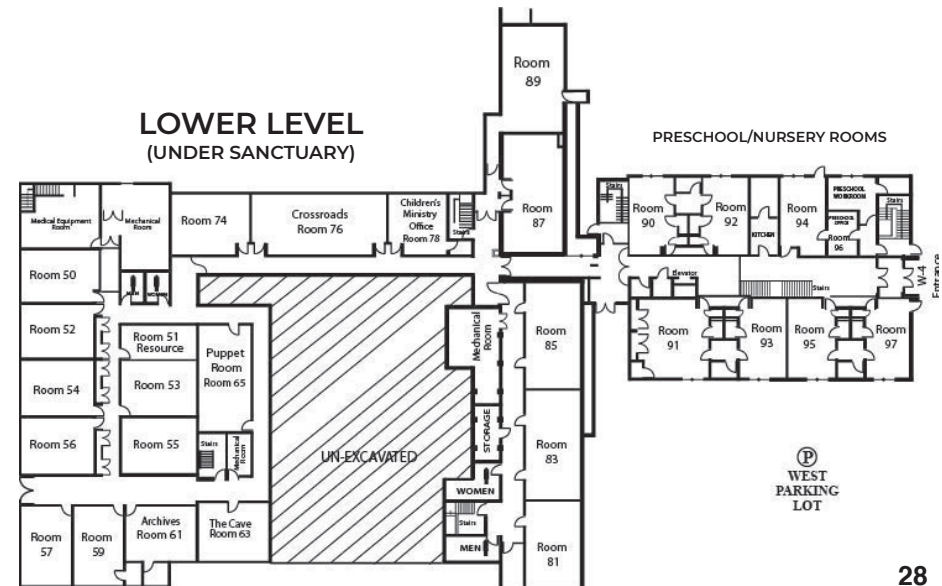 LOWER LEVEL
(UNDER SANCTUARY)
PRESCHOOL/NURSERY ROOMS
Room
89
Room
87
Medical Equipment
Room
Mechanical
Room
Room 74
Crossroads
Room 76
Children's
Ministry
Office
Room 78
Stairs
Stairs
Room
90
Room
92
KITCHEN
Room
94
PRESCHOOL
WORKROOM
PRESCHOOL
OFFICE
Room
96
Stairs
W-4
Entrance
Elevator
Stairs
Room
91
Room
93
Room
95
Room
97
Room 50
MEN
WOMEN
Room 52
Room 51
Resource
Puppet
Room
Room 65
Room 54
Room 53
Room 56
Room 55
Stairs
Mechanical
Room
UN-EXCAVATED
Mechanical
Room
STORAGE
WOMEN
Stairs
MEN
Room
85
Room
83
Room
81
Room
57
Room
59
Archives
Room 61
The Cave
Room 63
P
WEST
PARKING
LOT
28